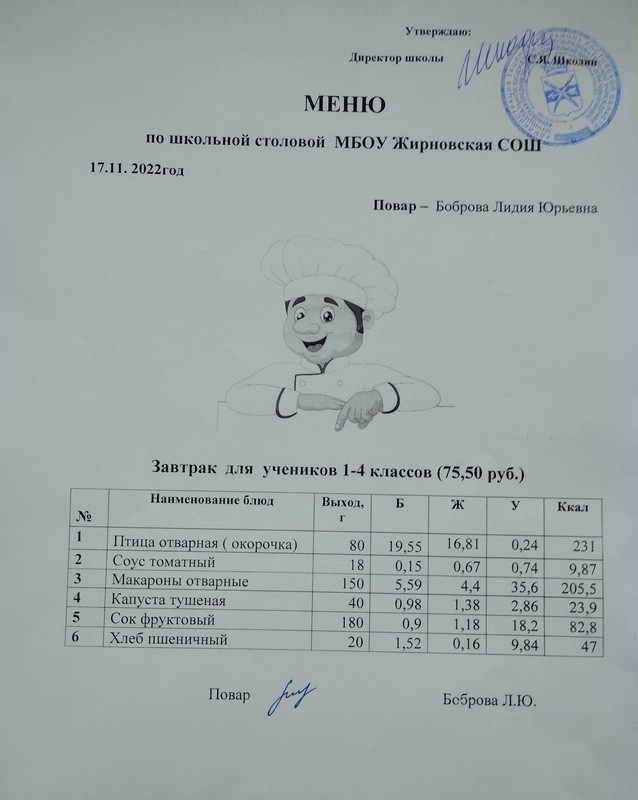 Утверждаю:
Директор школы С.Я. Шкодин
МЕНЮ
по школьной столовой МБОУ Жирновская СОШ
17.11. 2022год
Повар – Боброва Лидия Юрьевна
Завтрак для учеников 1-4 классов (75,50 руб.)
№ Наименование блюд Выход, г Б Ж У Ккал
1 Птица отварная ( окорочка) 80 19,55 16,81 0,24 231
2 Соус томатный 18 0,15 0,67 0,74 9,87
3 Макароны отварные 150 5,59 4,4 35,6 205,5
4 Капуста тушеная 40 0,98 1,38 2,86 23,9
5 Сок фруктовый 180 0,9 1,18 18,2 82,8
6 Хлеб пшеничный 20 1,52 0,16 9,84 47
Повар Боброва Л.Ю.